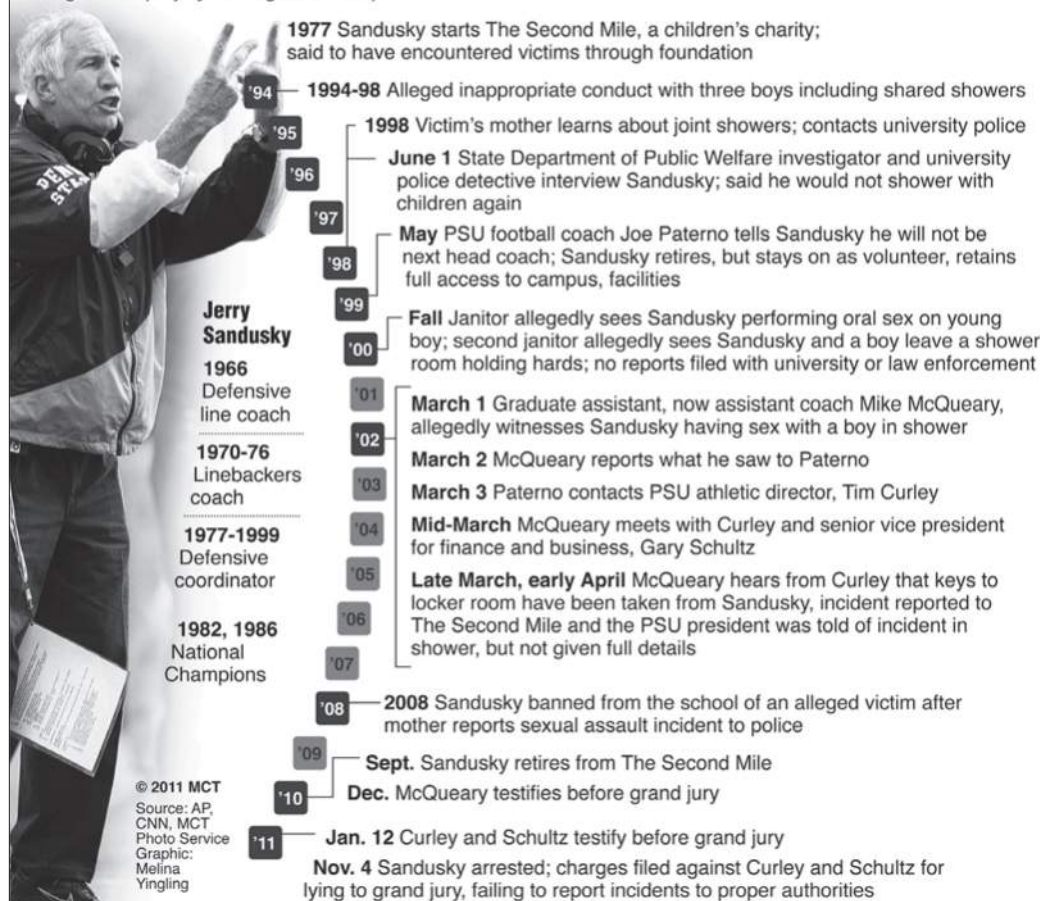 1977 Sandusky starts The Second Mile, a children's charity;
said to have encountered victims through foundation
'94
1994-98 Alleged inappropriate conduct with three boys including shared showers
'95
1998 Victim's mother learns about joint showers; contacts university police
'96
June 1 State Department of Public Welfare investigator and university
police detective interview Sandusky; said he would not shower with
children again
'97
'98
May PSU football coach Joe Paterno tells Sandusky he will not be
next head coach; Sandusky retires, but stays on as volunteer, retains
full access to campus, facilities
'99
Fall Janitor allegedly sees Sandusky performing oral sex on young
boy; second janitor allegedly sees Sandusky and a boy leave a shower
room holding hards; no reports filed with university or law enforcement
'00
'01
March 1 Graduate assistant, now assistant coach Mike McQueary,
allegedly witnesses Sandusky having sex with a boy in shower
'02
March 2 McQueary reports what he saw to Paterno
'03
March 3 Paterno contacts PSU athletic director, Tim Curley
'04
Mid-March McQueary meets with Curley and senior vice president
for finance and business, Gary Schultz
'05
Late March, early April McQueary hears from Curley that keys to
locker room have been taken from Sandusky, incident reported to
The Second Mile and the PSU president was told of incident in
shower, but not given full details
'06
'07
'08
2008 Sandusky banned from the school of an alleged victim after
mother reports sexual assault incident to police
'09
Sept. Sandusky retires from The Second Mile
'10
Dec. McQueary testifies before grand jury
'11
Jan. 12 Curley and Schultz testify before grand jury
Nov. 4 Sandusky arrested; charges filed against Curley and Schultz for
lying to grand jury, failing to report incidents to proper authorities
Jerry
Sandusky
1966
Defensive
line coach
1970-76
Linebackers
coach
1977-1999
Defensive
coordinator
1982, 1986
National
Champions
© 2011 MCT
Source: AP,
CNN, MCT
Photo Service
Graphic:
Melina
Yingling